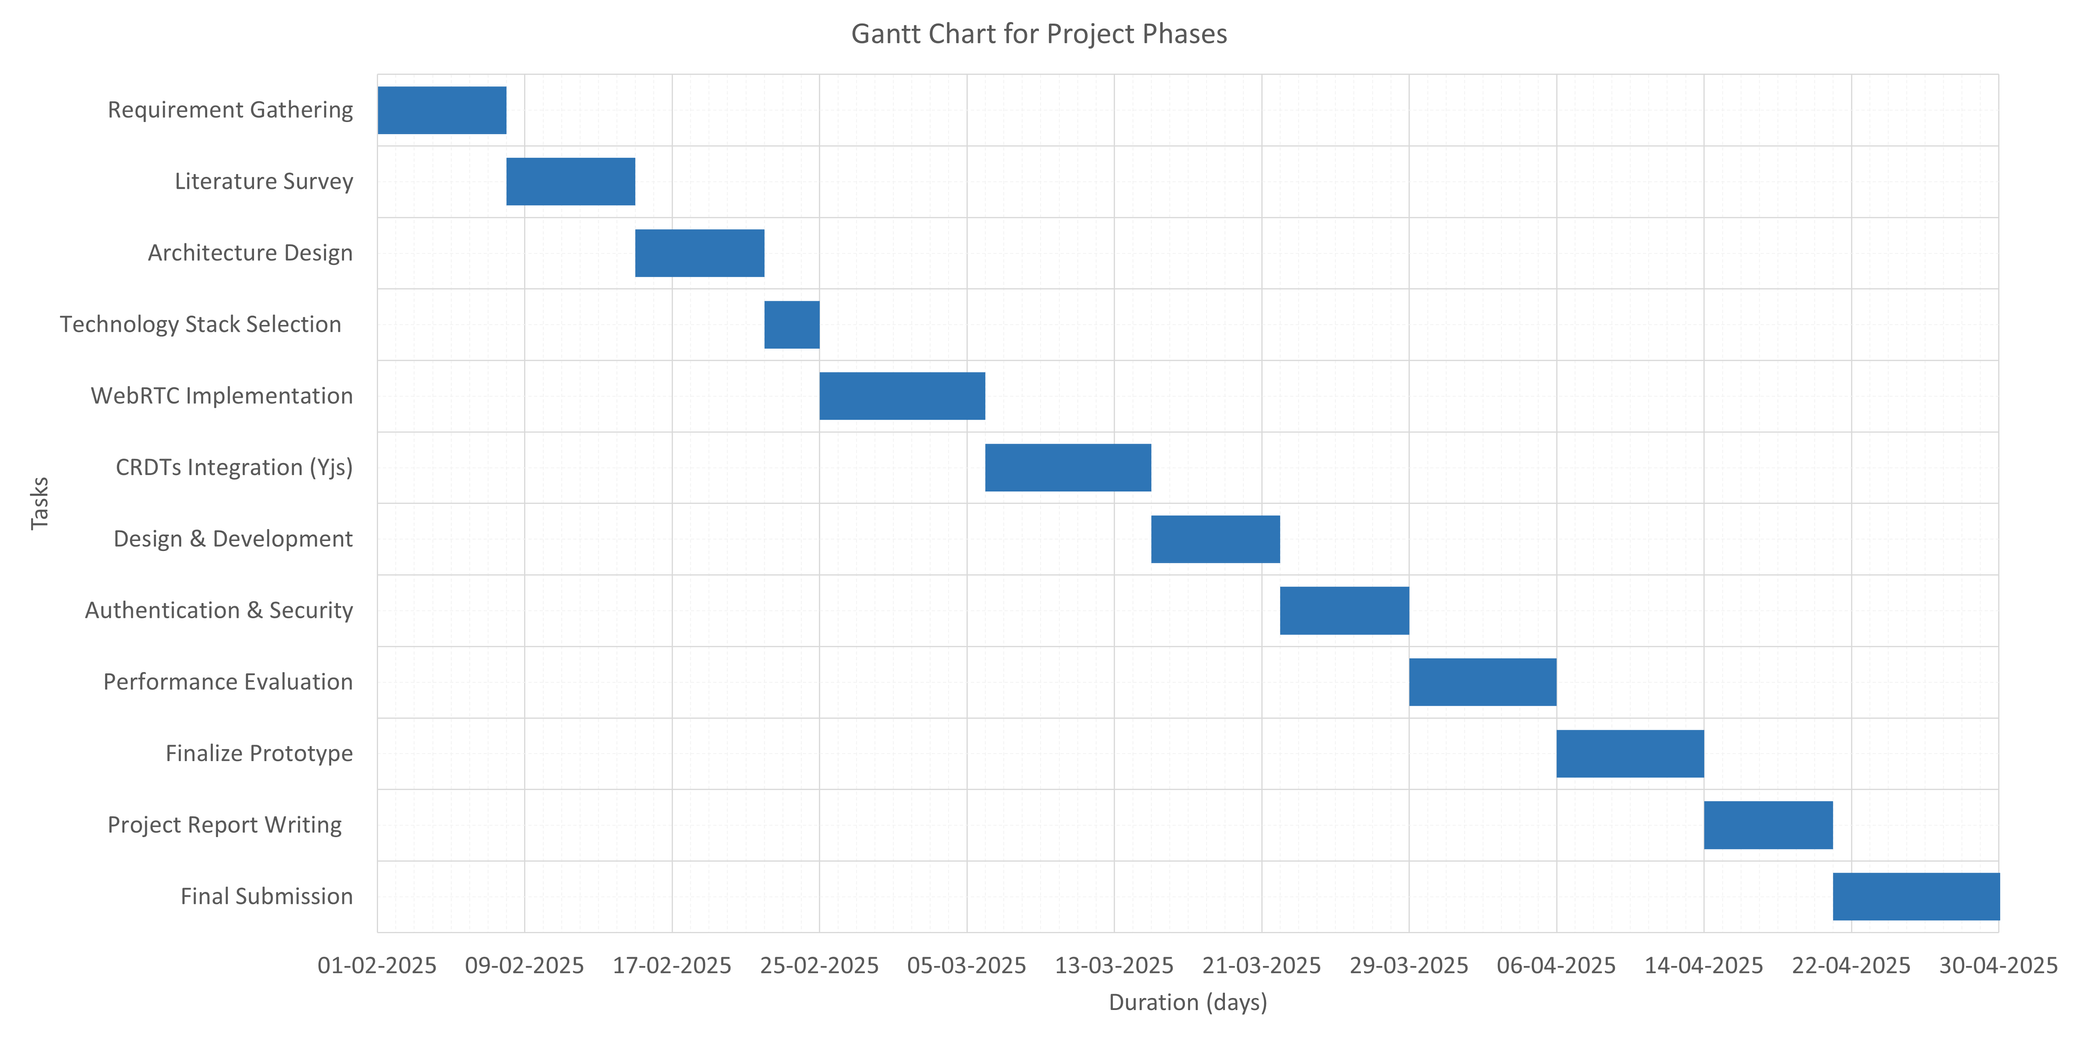 Gantt Chart for Project Phases
Requirement Gathering
Literature Survey
Architecture Design
Technology Stack Selection
WebRTC Implementation
CRDTs Integration (Yjs)
Design & Development
Authentication & Security
Performance Evaluation
Finalize Prototype
Project Report Writing
Final Submission
Tasks
01-02-2025 09-02-2025 17-02-2025 25-02-2025 05-03-2025 13-03-2025 21-03-2025 29-03-2025 06-04-2025 14-04-2025 22-04-2025 30-04-2025
Duration (days)